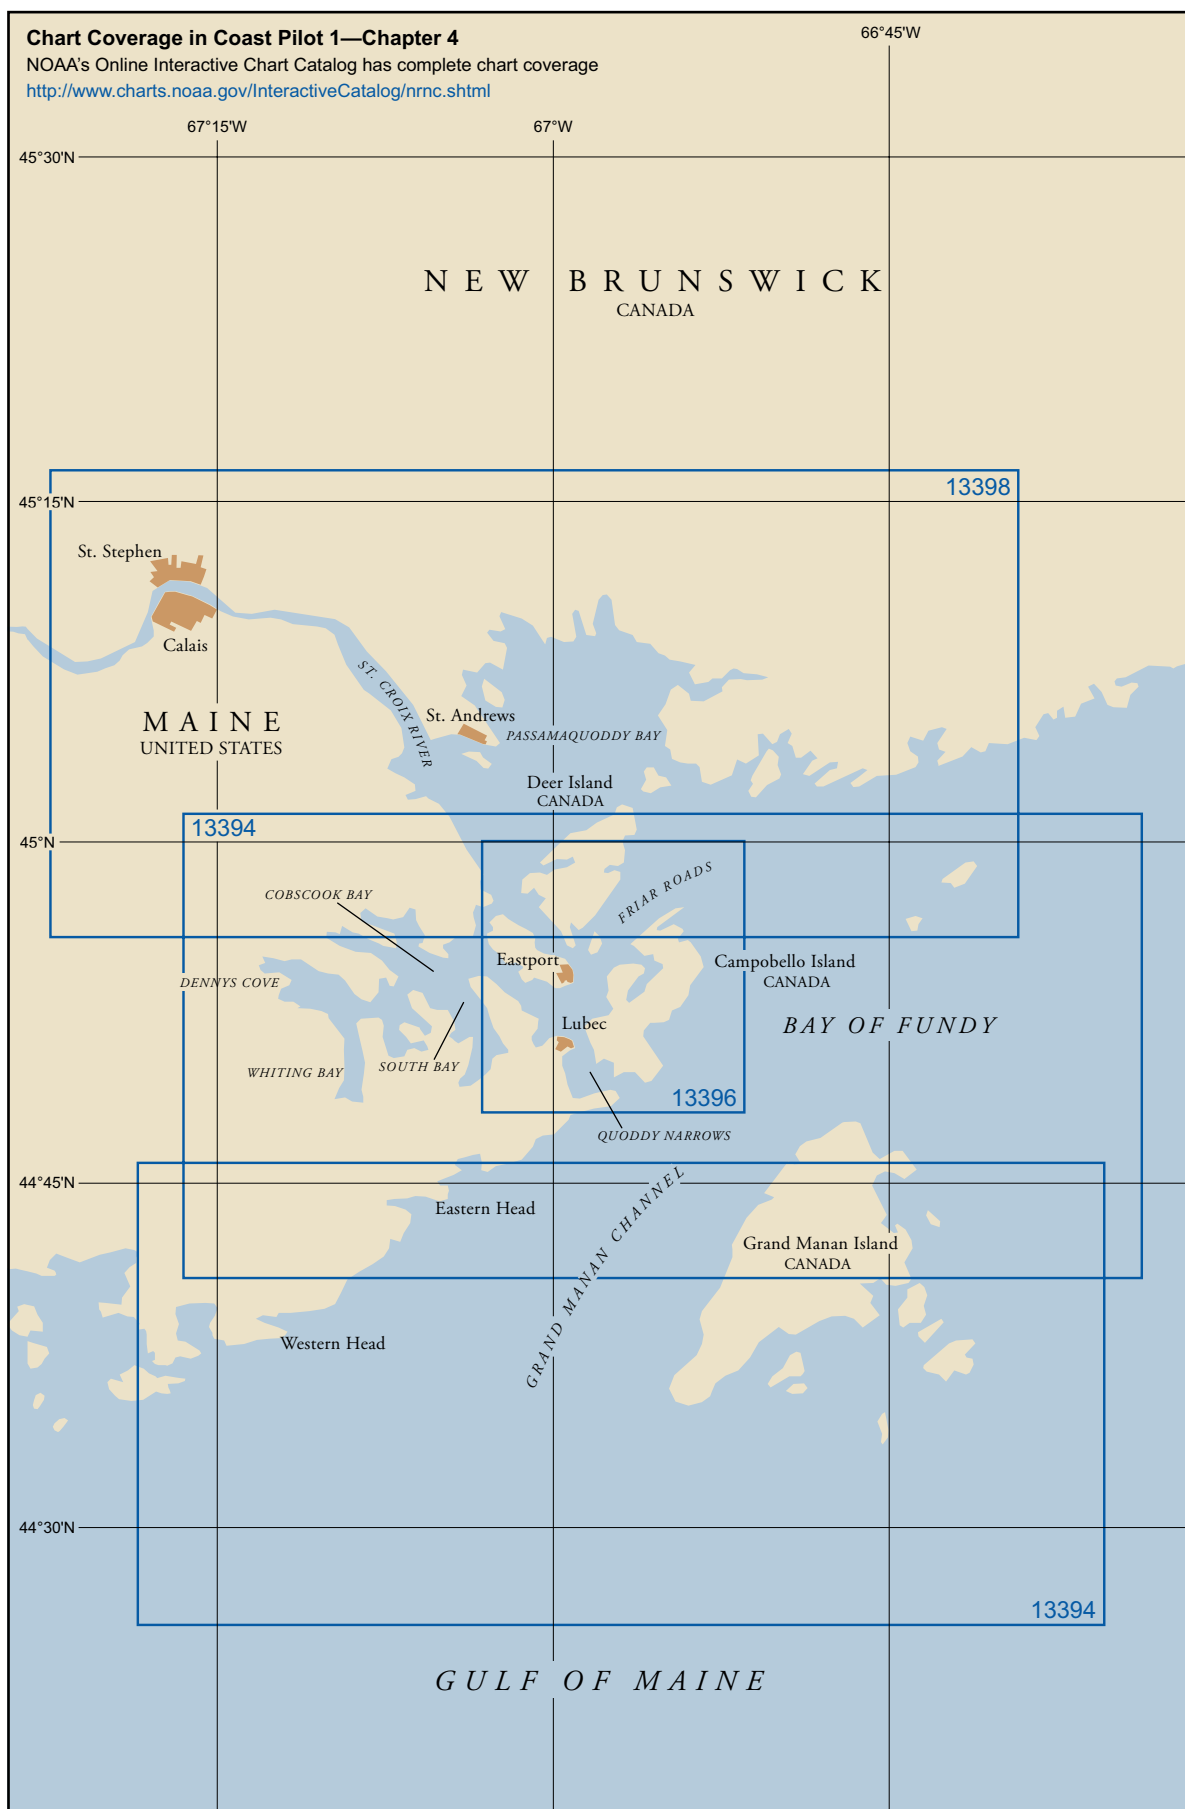 Chart Coverage in Coast Pilot 1—Chapter 4
NOAA's Online Interactive Chart Catalog has complete chart coverage
http://www.charts.noaa.gov/InteractiveCatalog/nrnc.shtml
66°45'W
67°15'W
67°W
45°30'N
NEW BRUNSWICK
CANADA
13398
45°15'N
St. Stephen
Calais
ST. CROIX RIVER
MAINE
UNITED STATES
St. Andrews
PASSAMAQUODDY BAY
Deer Island
CANADA
13394
45°N
COBSCOOK BAY
FRIAR ROADS
Eastport
Campobello Island
CANADA
DENNYS COVE
Lubec
BAY OF FUNDY
WHITING BAY
SOUTH BAY
13396
QUODDY NARROWS
44°45'N
Eastern Head
GRAND MANAN CHANNEL
Grand Manan Island
CANADA
Western Head
44°30'N
13394
GULF OF MAINE